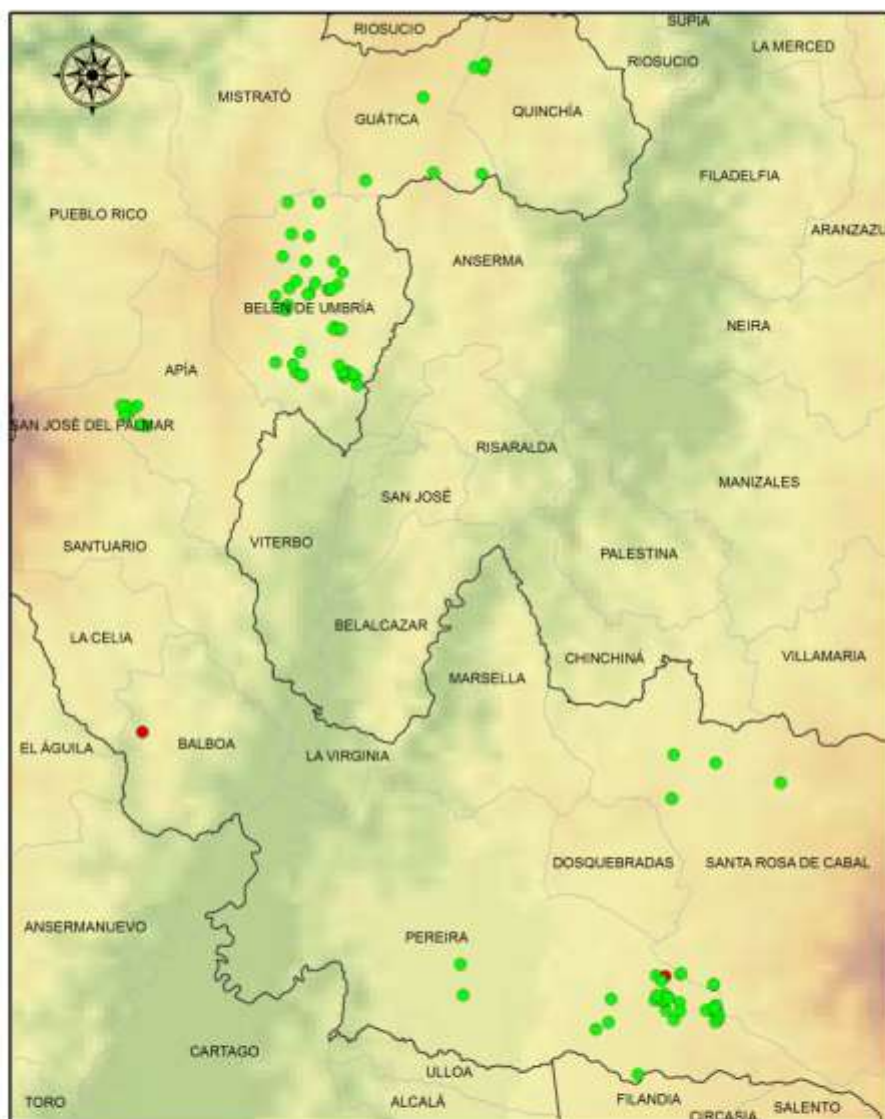 RIOSUCIO
SUPIA
LA MERCED
RIOSUCIO
MISTRATÓ
QUINCHÍA
GUÁTICA
FILADELFIA
PUEBLO RICO
ARANZAZU
ANSERMA
BELEN DE UMBRÍA
NEIRA
APÍA
SAN JOSÉ DEL PALMAR
RISARALDA
MANIZALES
SAN JOSÉ
VITERBO
SANTUARIO
PALESTINA
BELALCAZAR
LA CELIA
CHINCHINÁ
VILLAMARIA
MARSELLA
EL ÁGUILA
BALBOA
LA VIRGINIA
DOSQUEBRADAS
SANTA ROSA DE CABAL
ANSERMANUEVO
PEREIRA
CARTAGO
ULLOA
TORO
ALCALÁ
FILANDIA
SALENTO
CIRCASIA